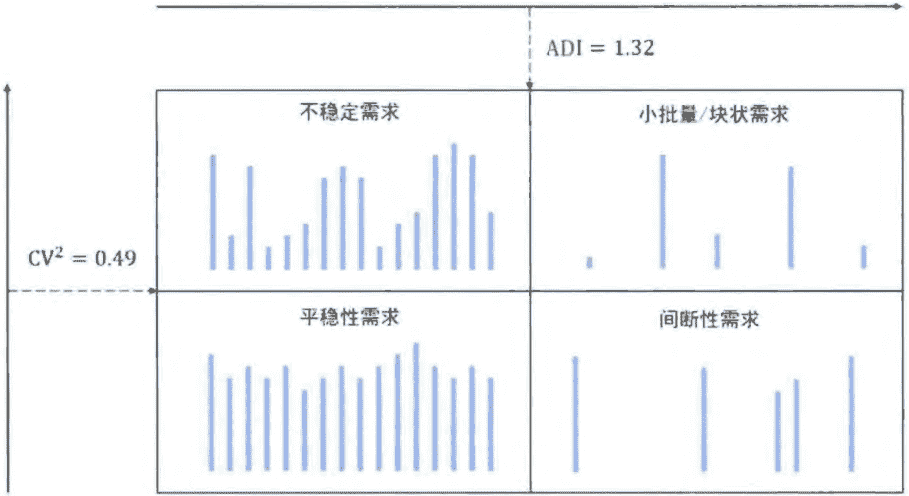 ADI = 1.32
不稳定需求
小批量/块状需求
CV² = 0.49
平稳性需求
间断性需求